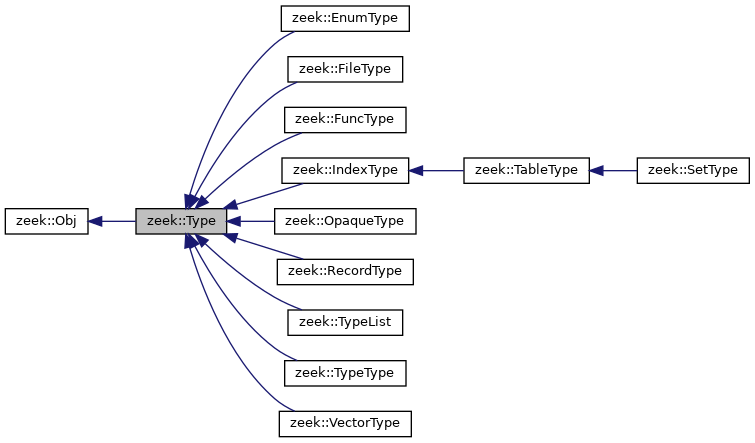 zeek::EnumType
zeek::FileType
zeek::FuncType
zeek::IndexType
zeek::TableType
zeek::SetType
zeek::Obj
zeek::Type
zeek::OpaqueType
zeek::RecordType
zeek::TypeList
zeek::TypeType
zeek::VectorType